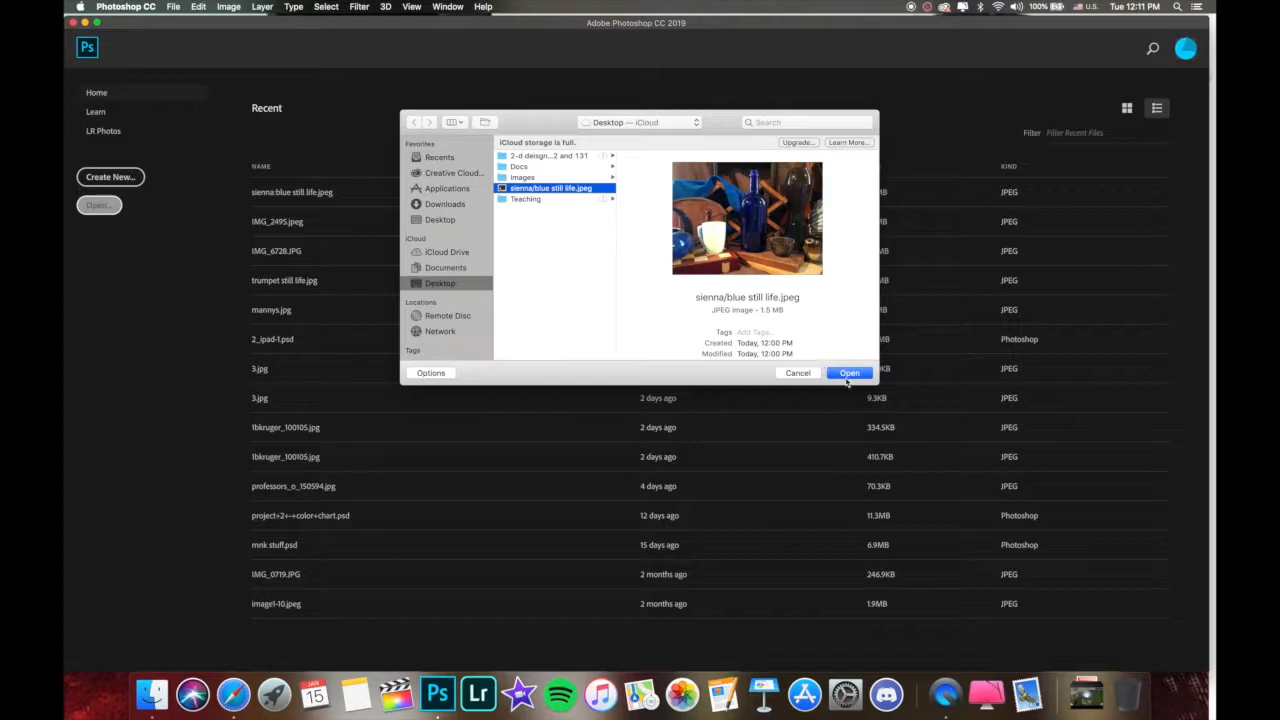 Photoshop CC File Edit Image Layer Type Select Filter 3D View Window Help 100% U.S. Tue 12:11 PM
Adobe Photoshop CC 2019
Ps
Home
Learn
LR Photos
Create New...
Open...
Recent
Filter Filter Recent Files
NAME KIND
sienna:blue still life.jpeg JPEG
IMG_2495.jpeg JPEG
IMG_6728.JPG JPEG
trumpet still life.jpg JPEG
mannys.jpg JPEG
2_ipad-1.psd Photoshop
3.jpg JPEG
3.jpg 2 days ago 9.3KB JPEG
1bkruger_100105.jpg 2 days ago 334.5KB JPEG
1bkruger_100105.jpg 2 days ago 410.7KB JPEG
professors_o_150594.jpg 4 days ago 70.3KB JPEG
project+2+-+color+chart.psd 12 days ago 11.3MB Photoshop
mnk stuff.psd 15 days ago 6.9MB Photoshop
IMG_0719.JPG 2 months ago 246.9KB JPEG
image1-10.jpeg 2 months ago 1.9MB JPEG
Desktop — iCloud
Search
Favorites
Recents
Creative Cloud...
Applications
Downloads
Desktop
iCloud
iCloud Drive
Documents
Desktop
Locations
Remote Disc
Network
Tags
iCloud storage is full. Upgrade... Learn More...
2-d deisgn...2 and 131
Docs
Images
sienna/blue still life.jpeg
Teaching
sienna/blue still life.jpeg
JPEG image - 1.5 MB
Tags Add Tags...
Created Today, 12:00 PM
Modified Today, 12:00 PM
Options Cancel Open
JAN
15
Ps Lr